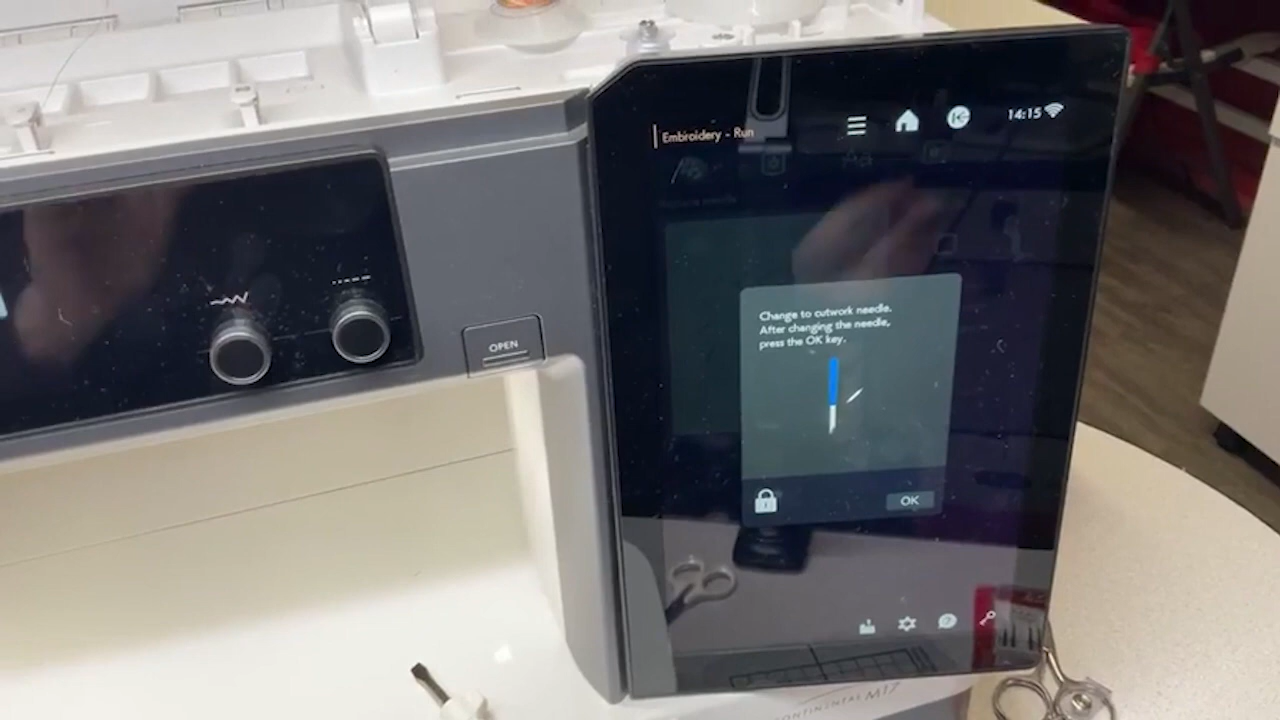 14:15
Embroidery - Run
Change to cutwork needle.
After changing the needle,
press the OK key.
OPEN
OK
CONTINENTAL M17